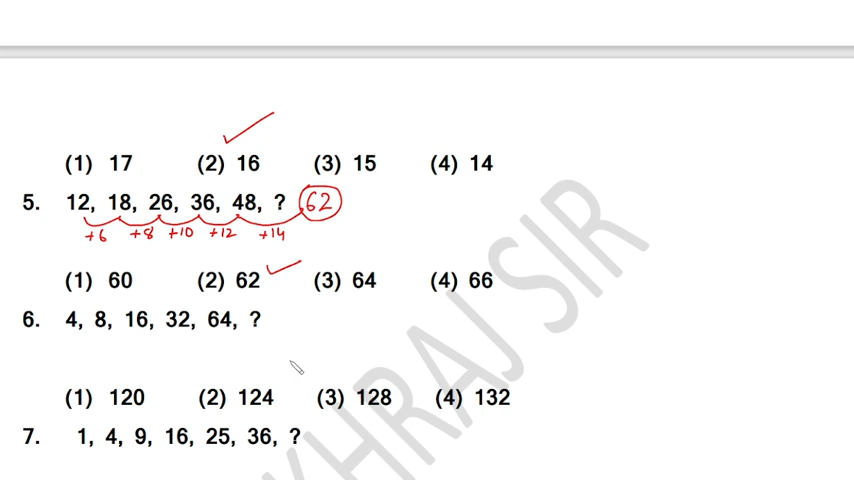 (1) 17 (2) 16 (3) 15 (4) 14
5. 12, 18, 26, 36, 48, ? 62
+6 +8 +10 +12 +14
(1) 60 (2) 62 (3) 64 (4) 66
6. 4, 8, 16, 32, 64, ?
(1) 120 (2) 124 (3) 128 (4) 132
7. 1, 4, 9, 16, 25, 36, ?
KHRAJ SIR